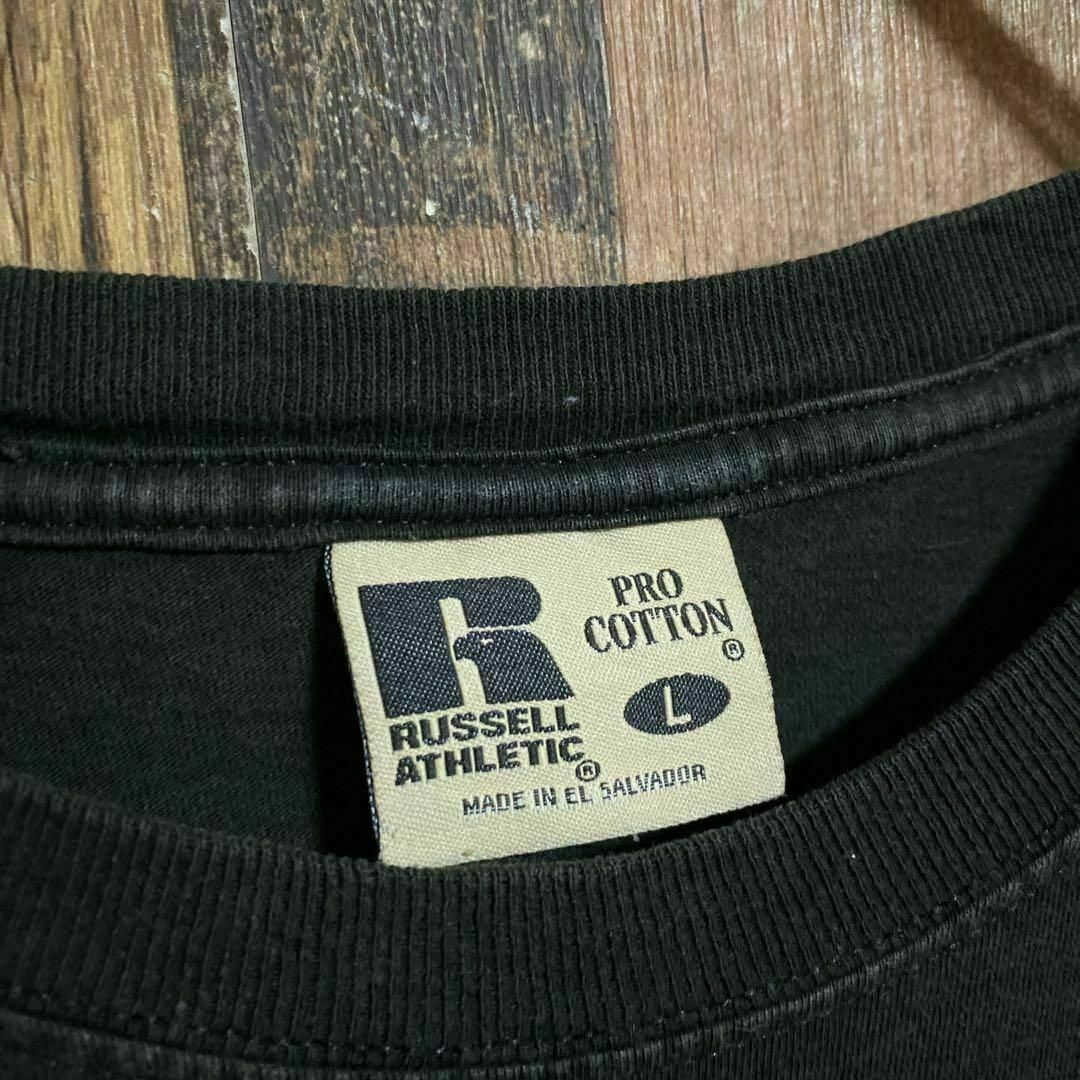 R
RUSSELL
ATHLETIC®
PRO
COTTON®
L
MADE IN EL SALVADOR